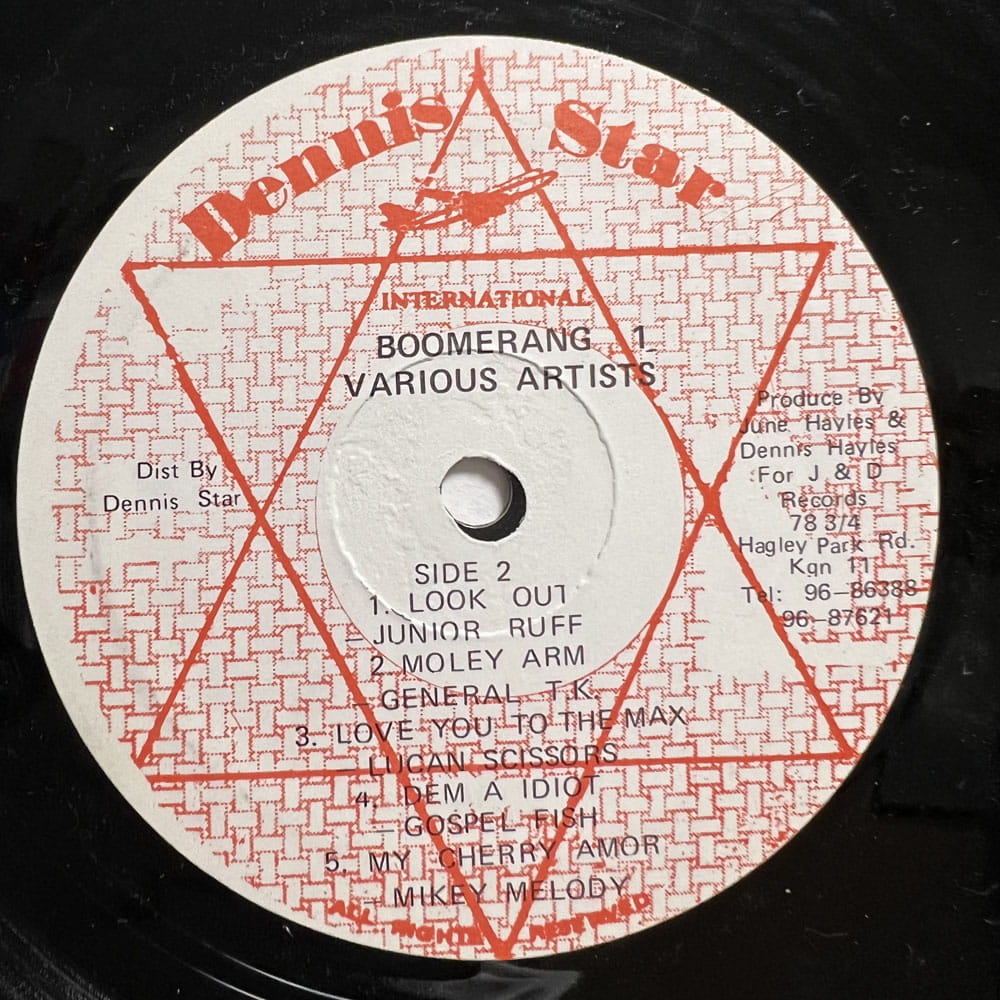 Dennis Star
INTERNATIONAL
BOOMERANG 1
VARIOUS ARTISTS
Dist By
Dennis Star
Produce By
June Hayles &
Dennis Hayles
For J & D
Records
78 3/4
Hagley Park Rd.
Kgn 11
Tel: 96-86388
96-87621
SIDE 2
1. LOOK OUT
- JUNIOR RUFF
2. MOLEY ARM
- GENERAL T.K.
3. LOVE YOU TO THE MAX
- LUCAN SCISSORS
4. DEM A IDIOT
- GOSPEL FISH
5. MY CHERRY AMOR
- MIKEY MELODY
ALL RIGHTS RESERVED